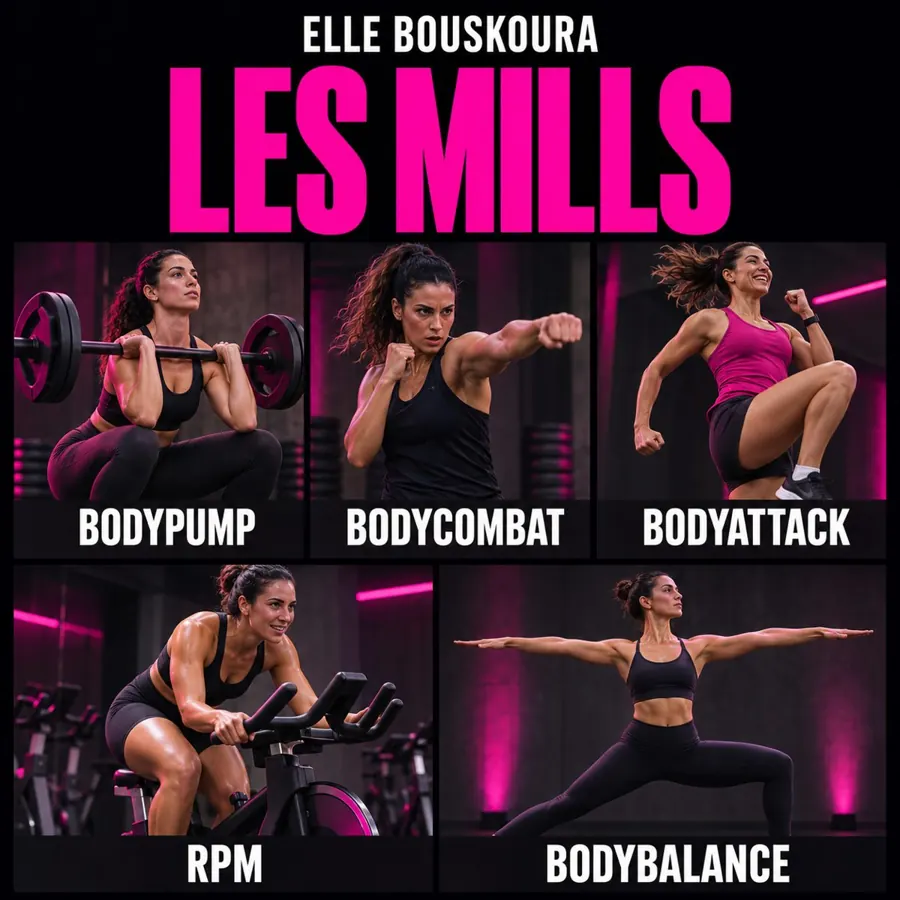 ELLE BOUSKOURA
LES MILLS
BODYPUMP
BODYCOMBAT
BODYATTACK
RPM
BODYBALANCE